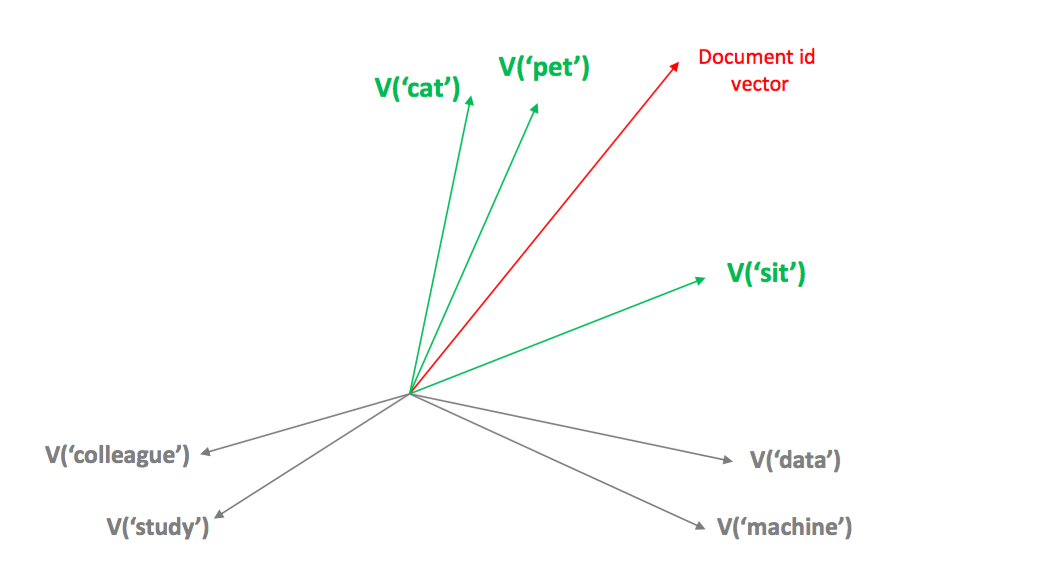 V(‘cat’)
V(‘pet’)
Document id
vector
V(‘sit’)
V(‘colleague’)
V(‘data’)
V(‘study’)
V(‘machine’)